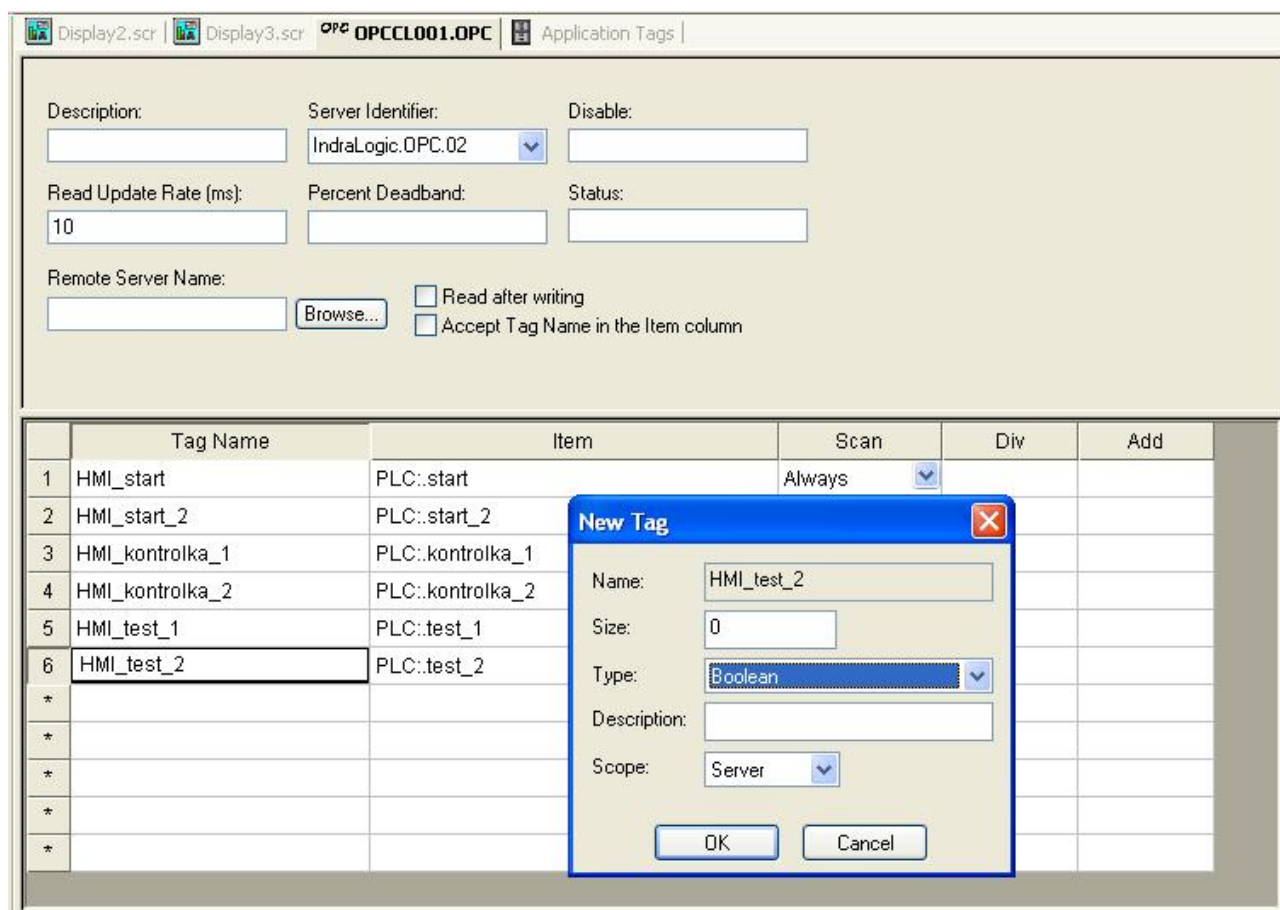 Display2.scr Display3.scr OPC OPCCL001.OPC Application Tags
Description: Server Identifier: Disable:
IndraLogic.OPC.02
Read Update Rate (ms): Percent Deadband: Status:
10
Remote Server Name:
Browse... Read after writing
Accept Tag Name in the Item column
Tag Name Item Scan Div Add
1 HMI_start PLC:.start Always
2 HMI_start_2 PLC:.start_2
3 HMI_kontrolka_1 PLC:.kontrolka_1
4 HMI_kontrolka_2 PLC:.kontrolka_2
5 HMI_test_1 PLC:.test_1
6 HMI_test_2 PLC:.test_2
*
*
*
*
*
New Tag
Name: HMI_test_2
Size: 0
Type: Boolean
Description:
Scope: Server
OK Cancel